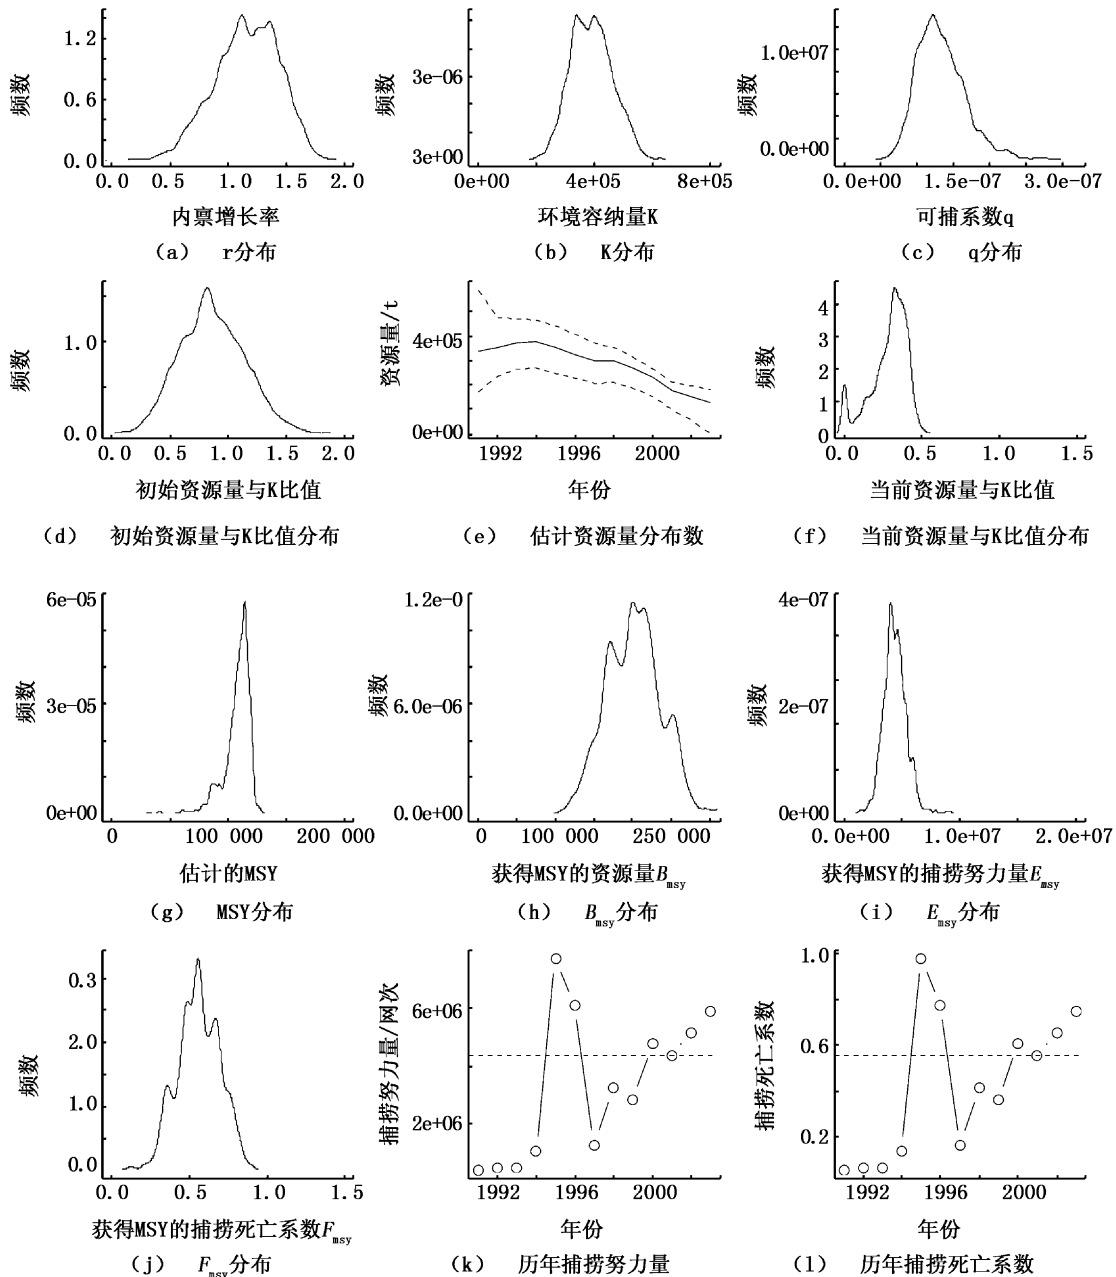 1.2
0.6
0.0
频数
0.0 0.5 1.0 1.5 2.0
内禀增长率
(a) r分布
3e-06
3e+00
频数
0e+00 4e+05 8e+05
环境容纳量K
(b) K分布
1.0e+07
0.0e+00
频数
0.0e+00 1.5e-07 3.0e-07
可捕系数q
(c) q分布
1.0
0.0
频数
0.0 0.5 1.0 1.5 2.0
初始资源量与K比值
(d) 初始资源量与K比值分布
4e+05
0e+00
资源量/t
1992 1996 2000
年份
(e) 估计资源量分布数
4
3
2
1
0
频数
0.0 0.5 1.0 1.5
当前资源量与K比值
(f) 当前资源量与K比值分布
6e-05
3e-05
0e+00
频数
0 100 000 200 000
估计的MSY
(g) MSY分布
1.2e-0
6.0e-06
0.0e+00
频数
0 100 000 250 000
获得MSY的资源量Bmsy
(h) Bmsy分布
4e-07
2e-07
0e+00
频数
0.0e+00 1.0e+07 2.0e+07
获得MSY的捕捞努力量Emsy
(i) Emsy分布
0.3
2.0
1.0
0.0
频数
0.0 0.5 1.0 1.5
获得MSY的捕捞死亡系数Fmsy
(j) Fmsy分布
6e+06
2e+06
捕捞努力量/网次
1992 1996 2000
年份
(k) 历年捕捞努力量
1.0
0.6
0.2
捕捞死亡系数
1992 1996 2000
年份
(l) 历年捕捞死亡系数